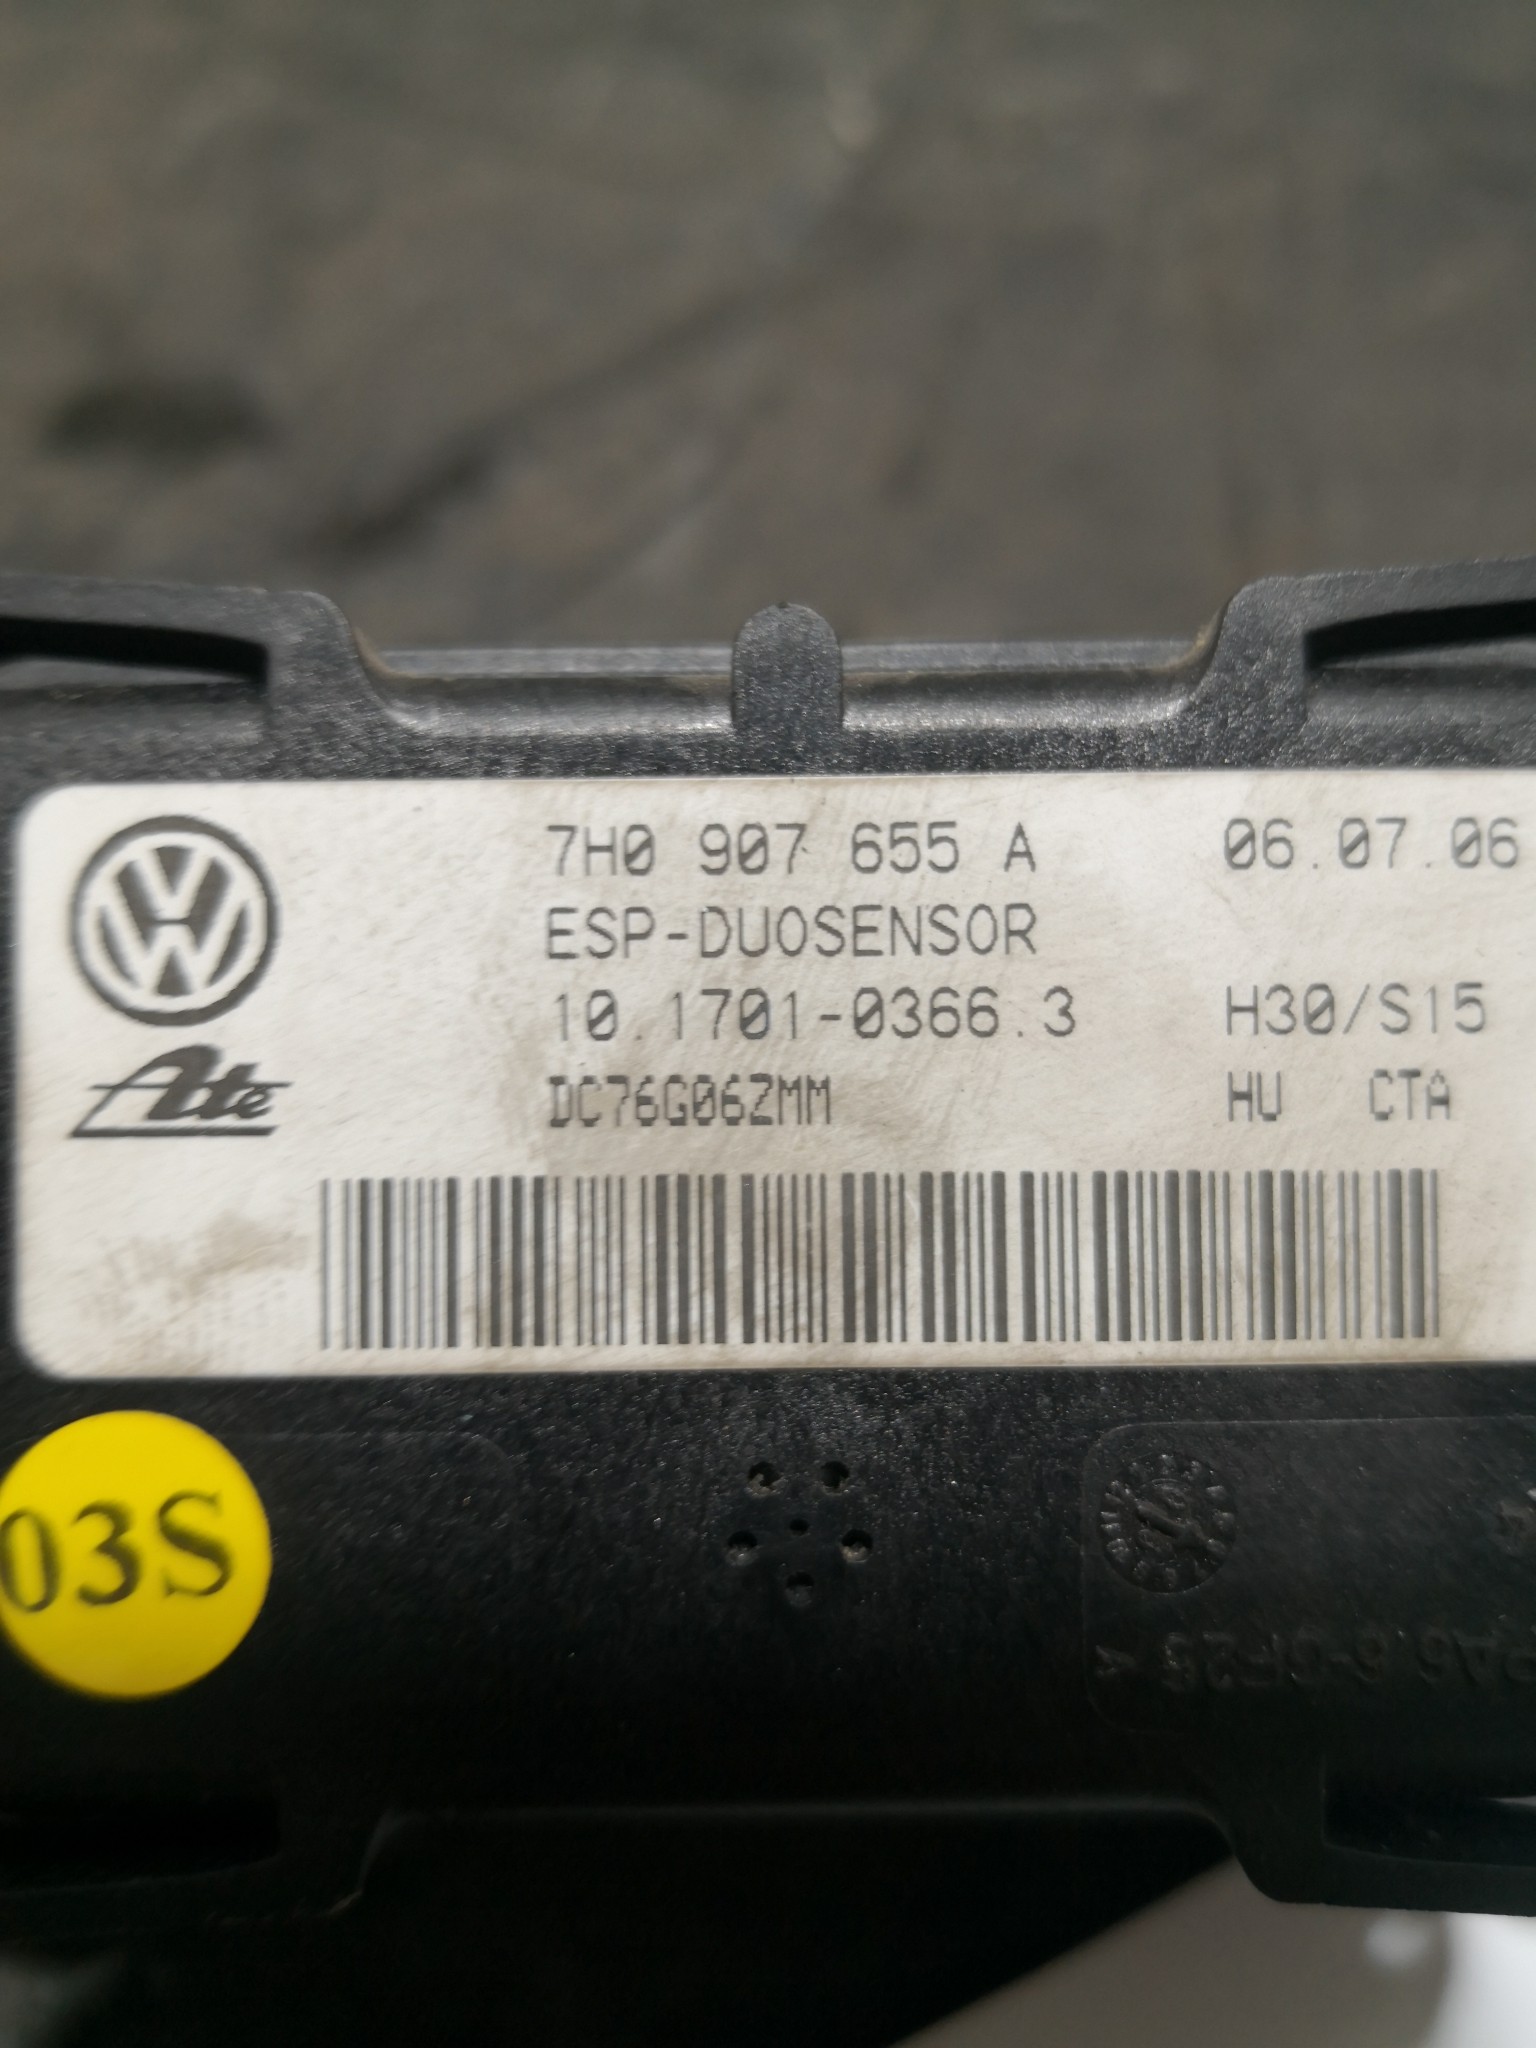 7H0 907 655 A 06.07.06
ESP-DUOSENSOR
10.1701-0366.3 H30/S15
Ate DC76G06ZMM HU CTA
03S